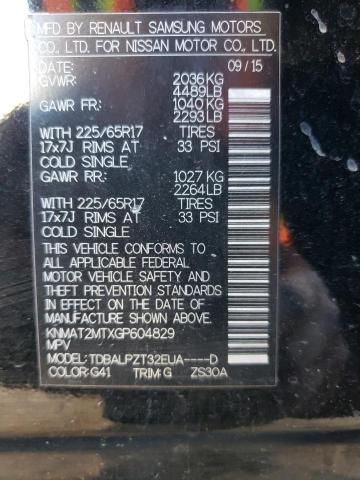 MFD BY RENAULT SAMSUNG MOTORS
CO., LTD. FOR NISSAN MOTOR CO., LTD.
DATE: 09/15
GVWR: 2036KG
4489LB
GAWR FR: 1040KG
2293LB
WITH 225/65R17 TIRES
17x7J RIMS AT 33 PSI
COLD SINGLE
GAWR RR: 1027KG
2264LB
WITH 225/65R17 TIRES
17x7J RIMS AT 33 PSI
COLD SINGLE
THIS VEHICLE CONFORMS TO
ALL APPLICABLE FEDERAL
MOTOR VEHICLE SAFETY AND
THEFT PREVENTION STANDARDS
IN EFFECT ON THE DATE OF
MANUFACTURE SHOWN ABOVE.
KNMAT2MTXGP604829
MPV
MODEL:TDBALPZT32EUA----D
COLOR:G41 TRIM:G ZS30A